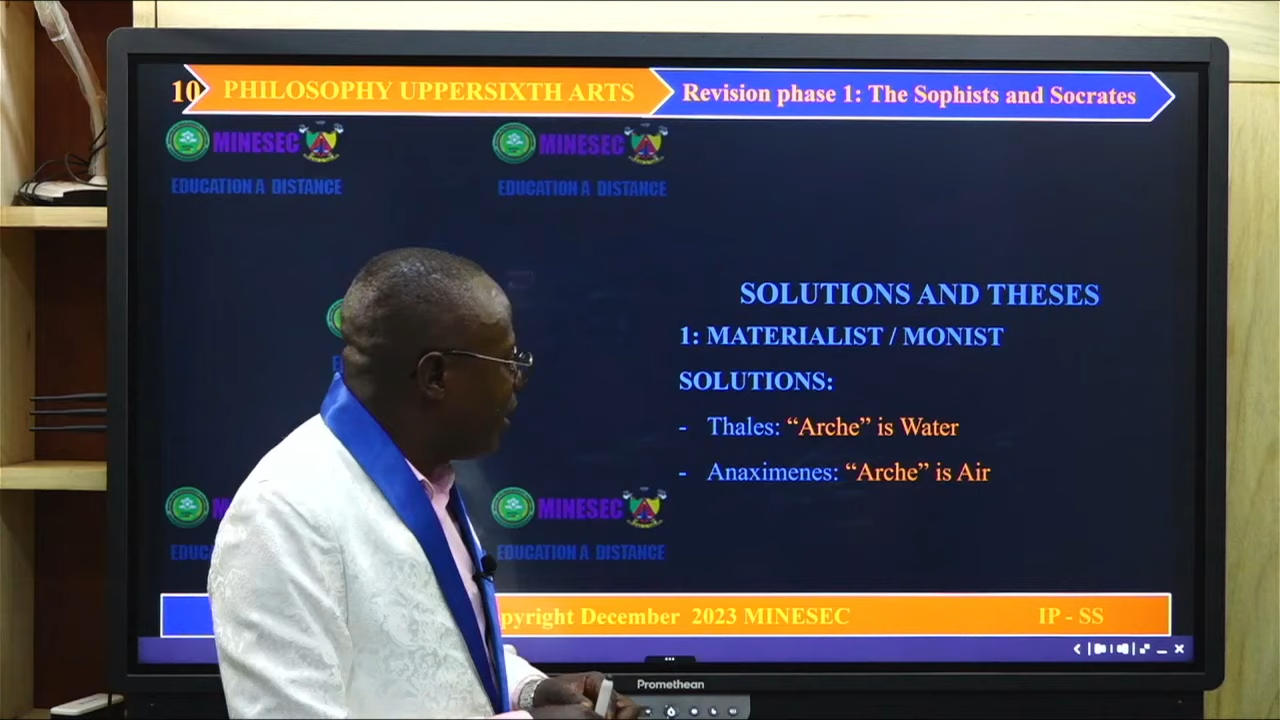 10
PHILOSOPHY UPPERSIXTH ARTS
Revision phase 1: The Sophists and Socrates
MINESEC
MINESEC
EDUCATION A DISTANCE
EDUCATION A DISTANCE
SOLUTIONS AND THESES
1: MATERIALIST / MONIST
SOLUTIONS:
- Thales: “Arche” is Water
- Anaximenes: “Arche” is Air
MINESEC
EDUCATION A DISTANCE
December 2023 MINESEC
IP - SS
Promethean